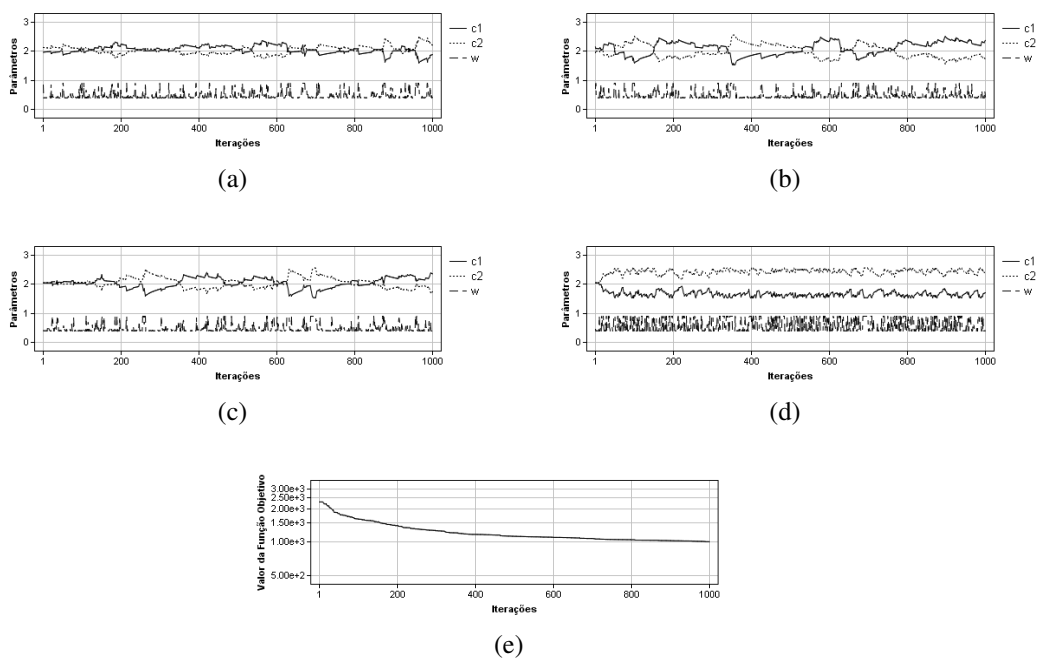 Parâmetros
3
2
1
0
1
200
400
600
800
1000
Iterações
c1
c2
w
(a)
Parâmetros
3
2
1
0
1
200
400
600
800
1000
Iterações
c1
c2
w
(b)
Parâmetros
3
2
1
0
1
200
400
600
800
1000
Iterações
c1
c2
w
(c)
Parâmetros
3
2
1
0
1
200
400
600
800
1000
Iterações
c1
c2
w
(d)
Valor da Função Objetivo
3.00e+3
2.50e+3
2.00e+3
1.50e+3
1.00e+3
5.00e+2
1
200
400
600
800
1000
Iterações
(e)